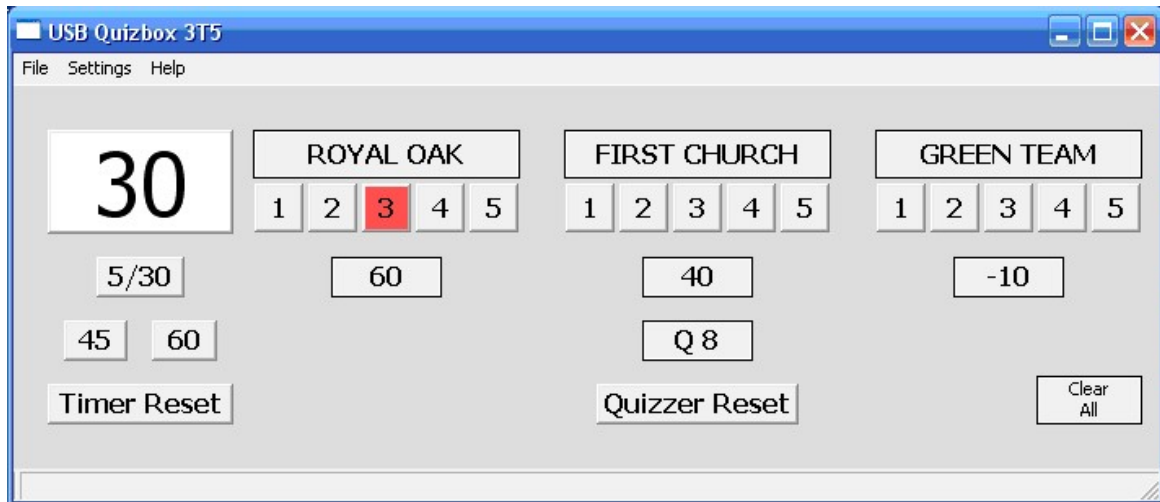 USB Quizbox 3T5
File Settings Help
30
ROYAL OAK FIRST CHURCH GREEN TEAM
1 2 3 4 5 1 2 3 4 5 1 2 3 4 5
5/30 60 40 -10
45 60 Q 8
Timer Reset Quizzer Reset Clear
All